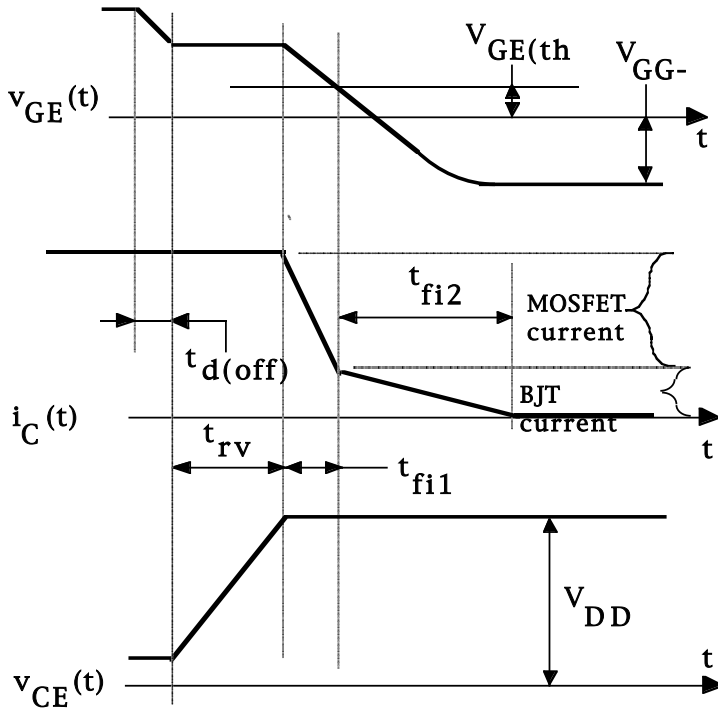 V GE(th
V GG-
v GE (t)
t
t fi2
MOSFET
current
t d(off)
BJT
current
i C (t)
t
t rv
t fi1
V DD
t
v CE (t)